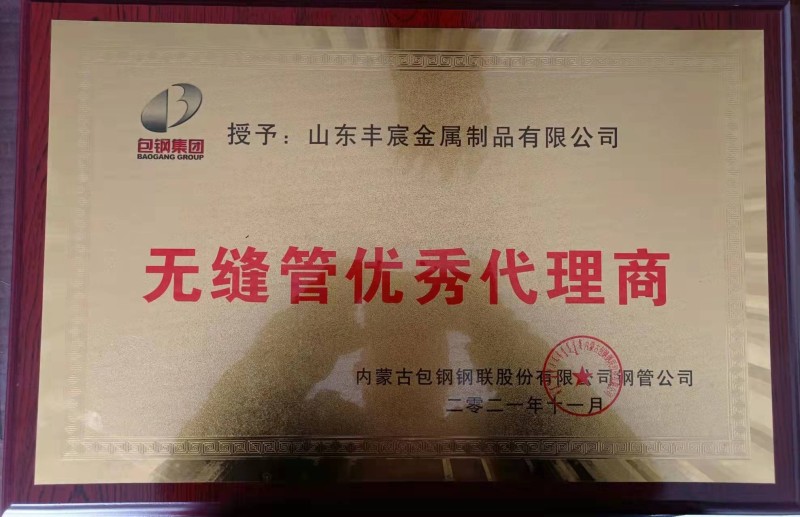 包钢集团
BAOGANG GROUP
授予：山东丰宸金属制品有限公司
无缝管优秀代理商
内蒙古包钢钢联股份有限公司钢管公司
二零二一年十一月